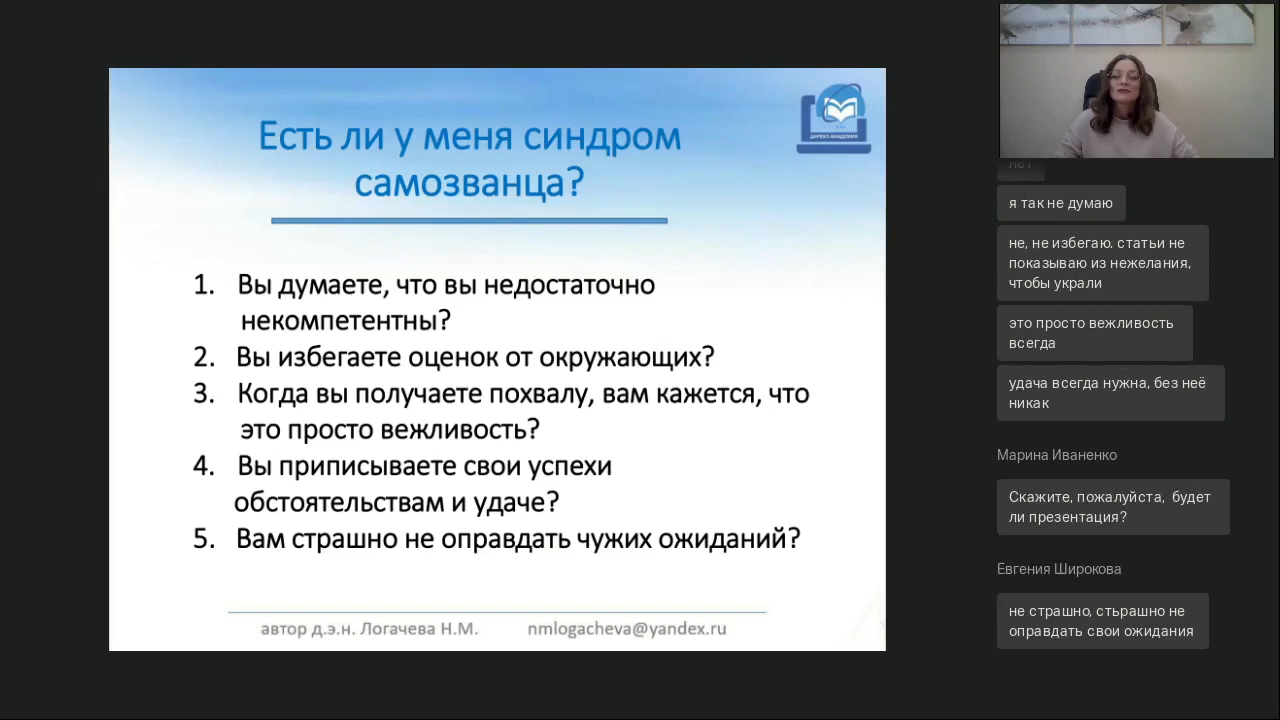 Есть ли у меня синдром
самозванца?
ДИРЕКТ-АКАДЕМИЯ
1. Вы думаете, что вы недостаточно
некомпетентны?
2. Вы избегаете оценок от окружающих?
3. Когда вы получаете похвалу, вам кажется, что
это просто вежливость?
4. Вы приписываете свои успехи
обстоятельствам и удаче?
5. Вам страшно не оправдать чужих ожиданий?
автор д.э.н. Логачева Н.М. nmlogacheva@yandex.ru
нет
я так не думаю
не, не избегаю. статьи не
показываю из нежелания,
чтобы украли
это просто вежливость
всегда
удача всегда нужна, без неё
никак
Марина Иваненко
Скажите, пожалуйста, будет
ли презентация?
Евгения Широкова
не страшно, стьрашно не
оправдать свои ожидания